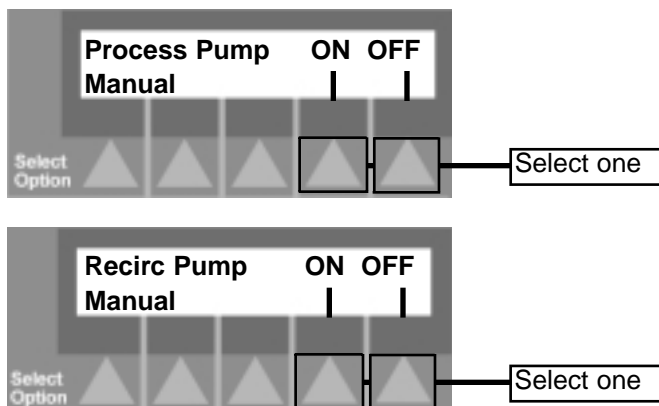 Process Pump ON OFF
Manual
Select
Option
Select one
Recirc Pump ON OFF
Manual
Select
Option
Select one